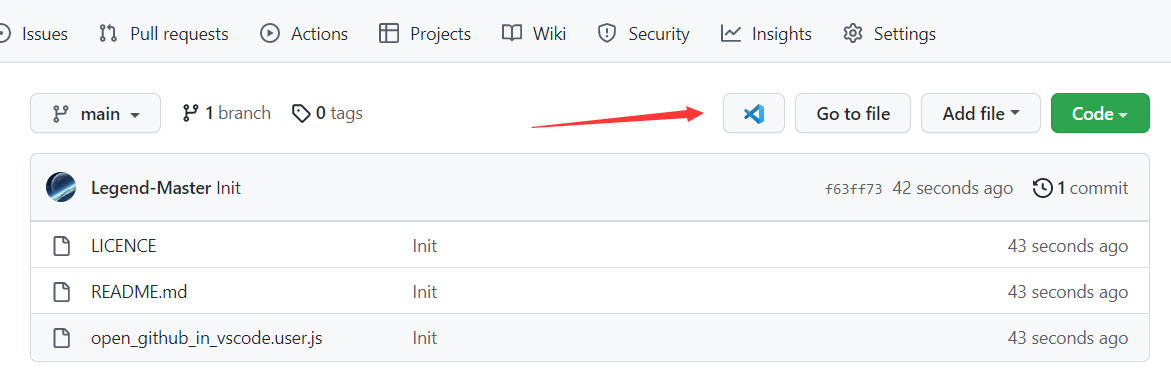 Issues Pull requests Actions Projects Wiki Security Insights Settings
main 1 branch 0 tags Go to file Add file Code
Legend-Master Init f63ff73 42 seconds ago 1 commit
LICENCE Init 43 seconds ago
README.md Init 43 seconds ago
open_github_in_vscode.user.js Init 43 seconds ago